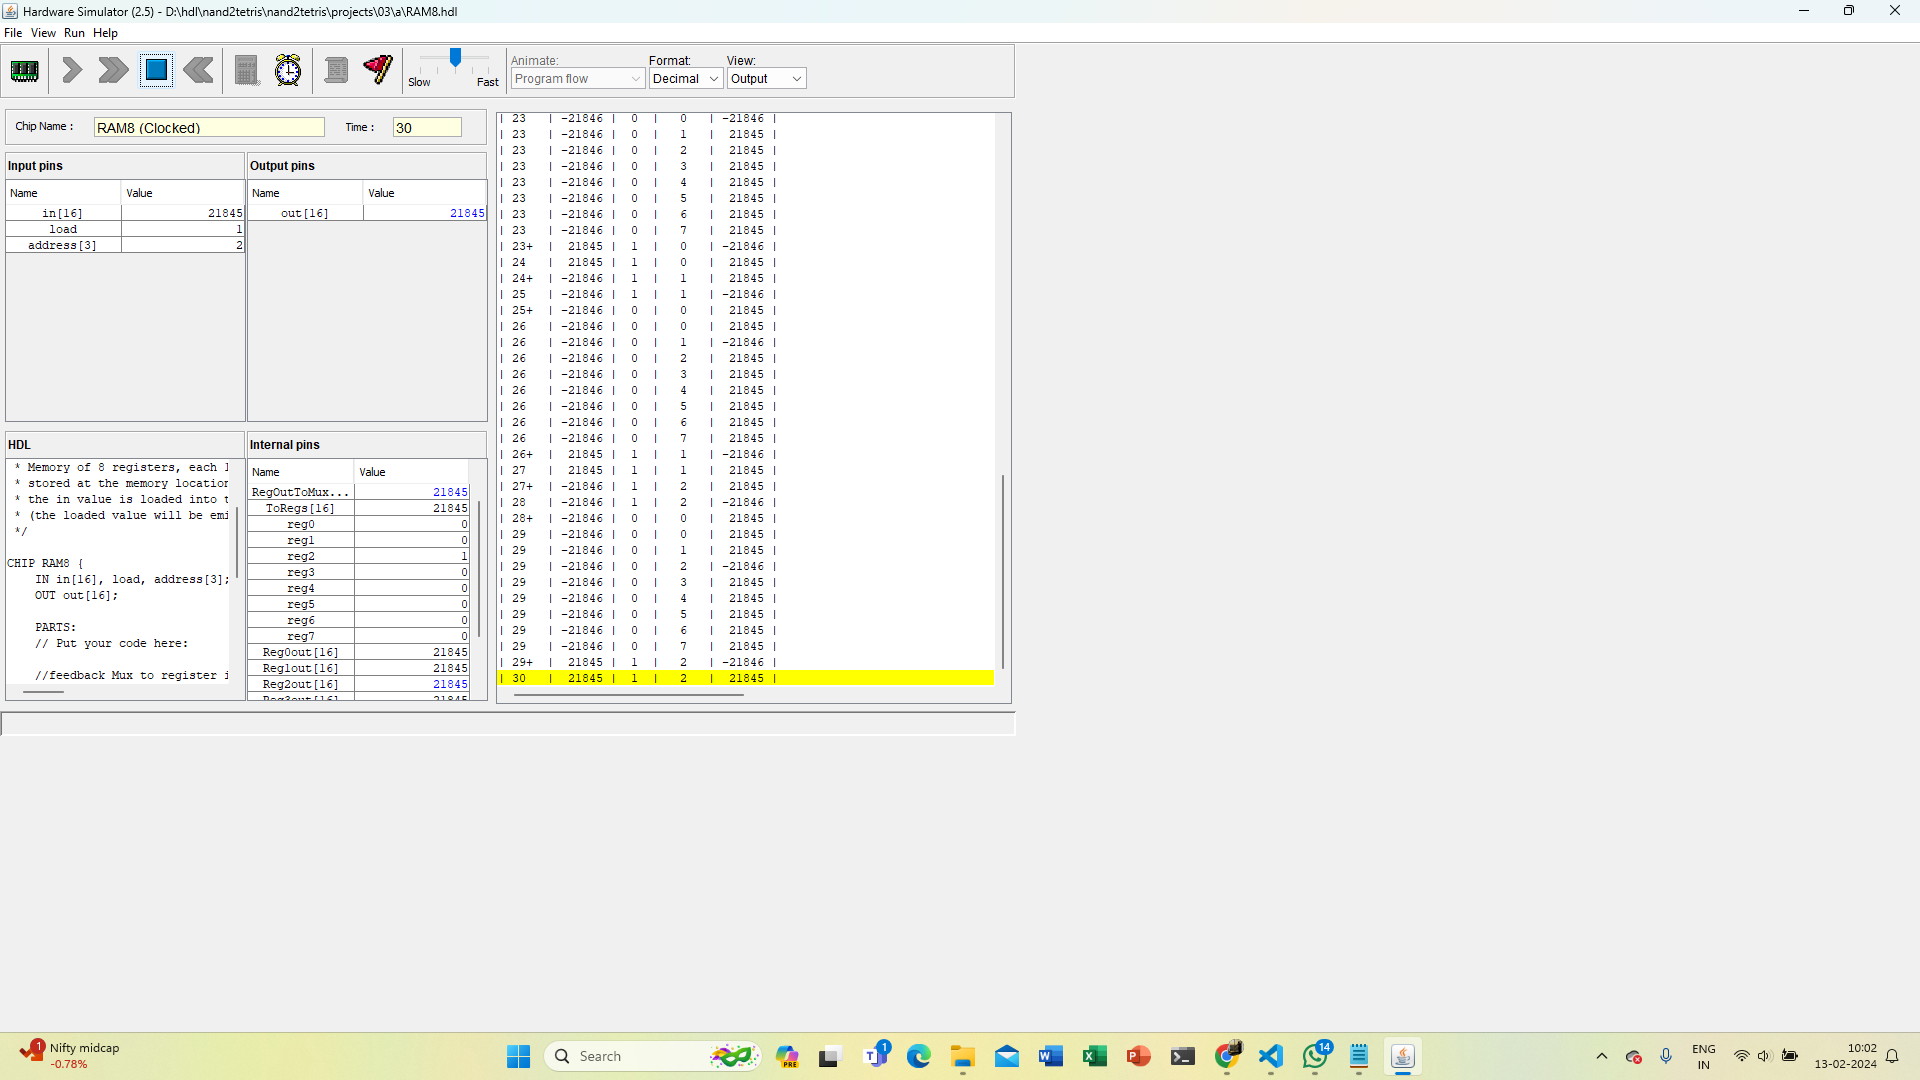 Hardware Simulator (2.5) - D:\hdl\nand2tetris\nand2tetris\projects\03\a\RAM8.hdl
File View Run Help
Slow Fast
Animate: Format: View:
Program flow Decimal Output
Chip Name : RAM8 (Clocked) Time : 30
Input pins
Name Value
in[16] 21845
load 1
address[3] 2
Output pins
Name Value
out[16] 21845
HDL
* Memory of 8 registers, each
* stored at the memory location
* the in value is loaded into
* (the loaded value will be
*/
CHIP RAM8 {
IN in[16], load, address[3];
OUT out[16];
PARTS:
// Put your code here:
//feedback Mux to register
Internal pins
Name Value
RegOutToMux... 21845
ToRegs[16] 21845
reg0 0
reg1 0
reg2 1
reg3 0
reg4 0
reg5 0
reg6 0
reg7 0
Reg0out[16] 21845
Reg1out[16] 21845
Reg2out[16] 21845
Reg3out[16] 21845
| 23 | -21846 | 0 | 0 | -21846 |
| 23 | -21846 | 0 | 1 | 21845 |
| 23 | -21846 | 0 | 2 | 21845 |
| 23 | -21846 | 0 | 3 | 21845 |
| 23 | -21846 | 0 | 4 | 21845 |
| 23 | -21846 | 0 | 5 | 21845 |
| 23 | -21846 | 0 | 6 | 21845 |
| 23 | -21846 | 0 | 7 | 21845 |
| 23+ | 21845 | 1 | 0 | -21846 |
| 24 | 21845 | 1 | 0 | 21845 |
| 24+ | -21846 | 1 | 1 | 21845 |
| 25 | -21846 | 1 | 1 | -21846 |
| 25+ | -21846 | 0 | 0 | 21845 |
| 26 | -21846 | 0 | 0 | 21845 |
| 26 | -21846 | 0 | 1 | -21846 |
| 26 | -21846 | 0 | 2 | 21845 |
| 26 | -21846 | 0 | 3 | 21845 |
| 26 | -21846 | 0 | 4 | 21845 |
| 26 | -21846 | 0 | 5 | 21845 |
| 26 | -21846 | 0 | 6 | 21845 |
| 26 | -21846 | 0 | 7 | 21845 |
| 26+ | 21845 | 1 | 1 | -21846 |
| 27 | 21845 | 1 | 1 | 21845 |
| 27+ | -21846 | 1 | 2 | 21845 |
| 28 | -21846 | 1 | 2 | -21846 |
| 28+ | -21846 | 0 | 0 | 21845 |
| 29 | -21846 | 0 | 0 | 21845 |
| 29 | -21846 | 0 | 1 | 21845 |
| 29 | -21846 | 0 | 2 | -21846 |
| 29 | -21846 | 0 | 3 | 21845 |
| 29 | -21846 | 0 | 4 | 21845 |
| 29 | -21846 | 0 | 5 | 21845 |
| 29 | -21846 | 0 | 6 | 21845 |
| 29 | -21846 | 0 | 7 | 21845 |
| 29+ | 21845 | 1 | 2 | -21846 |
| 30 | 21845 | 1 | 2 | 21845 |
1 Nifty midcap
-0.78%
Search
PRE
1
14
ENG
IN
10:02
13-02-2024